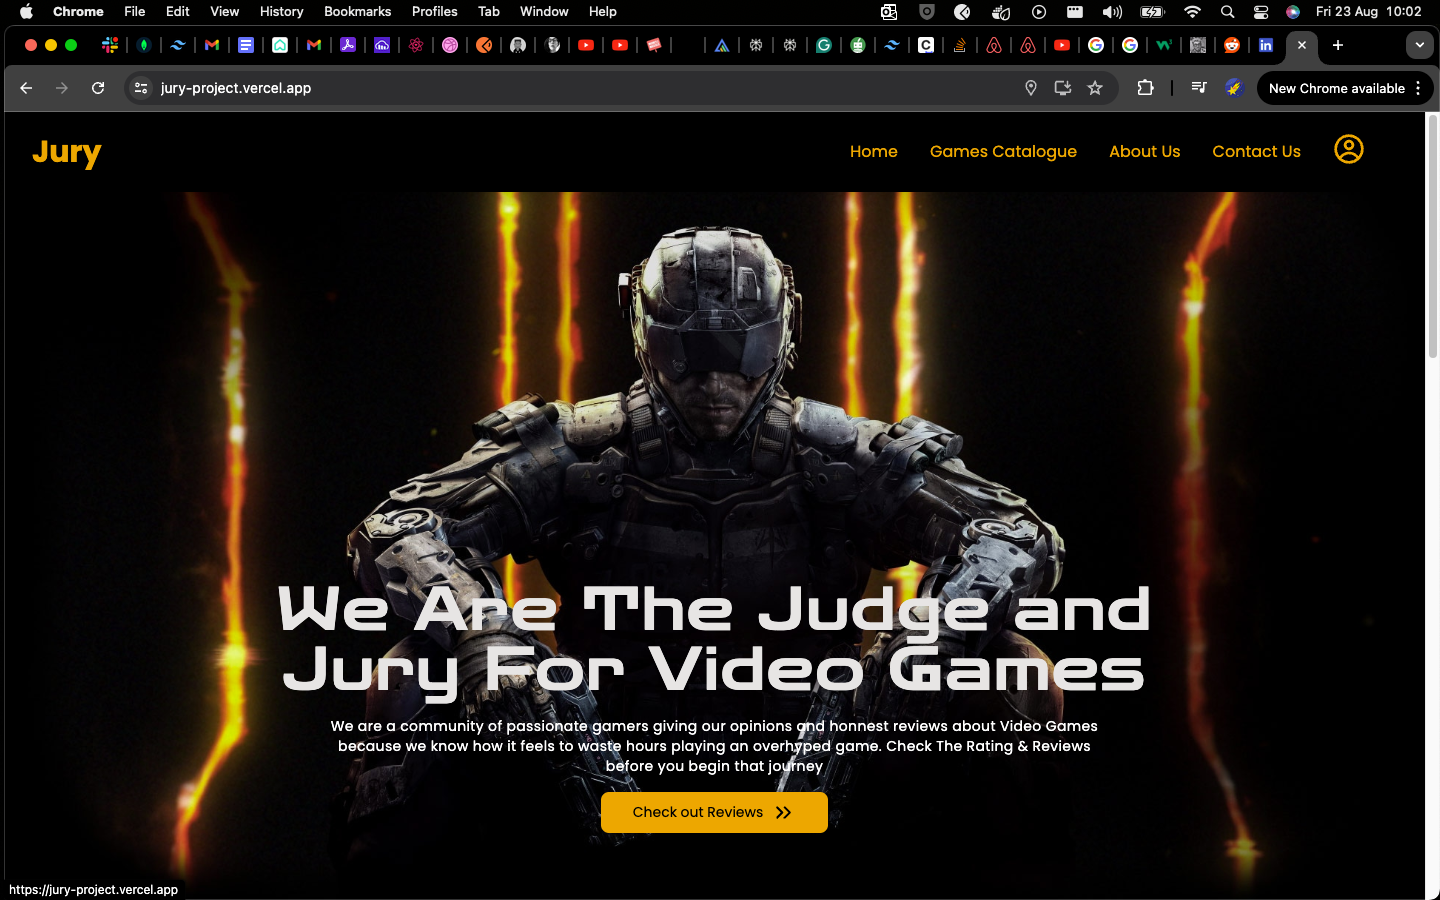 Chrome File Edit View History Bookmarks Profiles Tab Window Help Fri 23 Aug 10:02
jury-project.vercel.app New Chrome available
Jury Home Games Catalogue About Us Contact Us
We Are The Judge and
Jury For Video Games
We are a community of passionate gamers giving our opinions and honnest reviews about Video Games
because we know how it feels to waste hours playing an overhyped game. Check The Rating & Reviews
before you begin that journey
Check out Reviews
https://jury-project.vercel.app